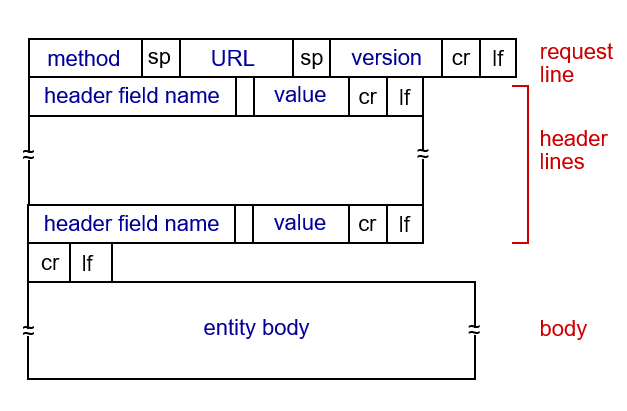 method sp URL sp version cr lf request
line
header field name value cr lf
header
lines
header field name value cr lf
cr lf
entity body body